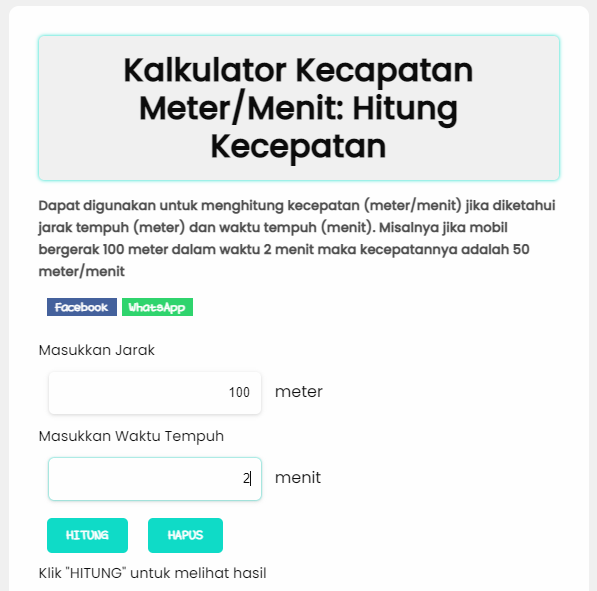 Kalkulator Kecapatan
Meter/Menit: Hitung
Kecepatan
Dapat digunakan untuk menghitung kecepatan (meter/menit) jika diketahui
jarak tempuh (meter) dan waktu tempuh (menit). Misalnya jika mobil
bergerak 100 meter dalam waktu 2 menit maka kecepatannya adalah 50
meter/menit
Facebook WhatsApp
Masukkan Jarak
100 meter
Masukkan Waktu Tempuh
2 menit
HITUNG HAPUS
Klik "HITUNG" untuk melihat hasil